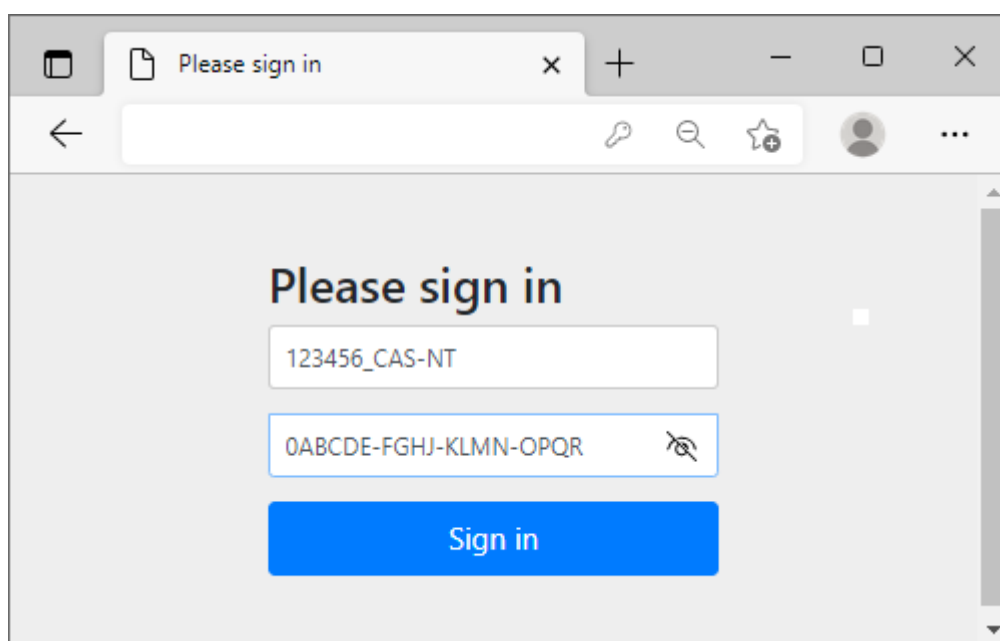 Please sign in
Please sign in
123456_CAS-NT
0ABCDE-FGHJ-KLMN-OPQR
Sign in